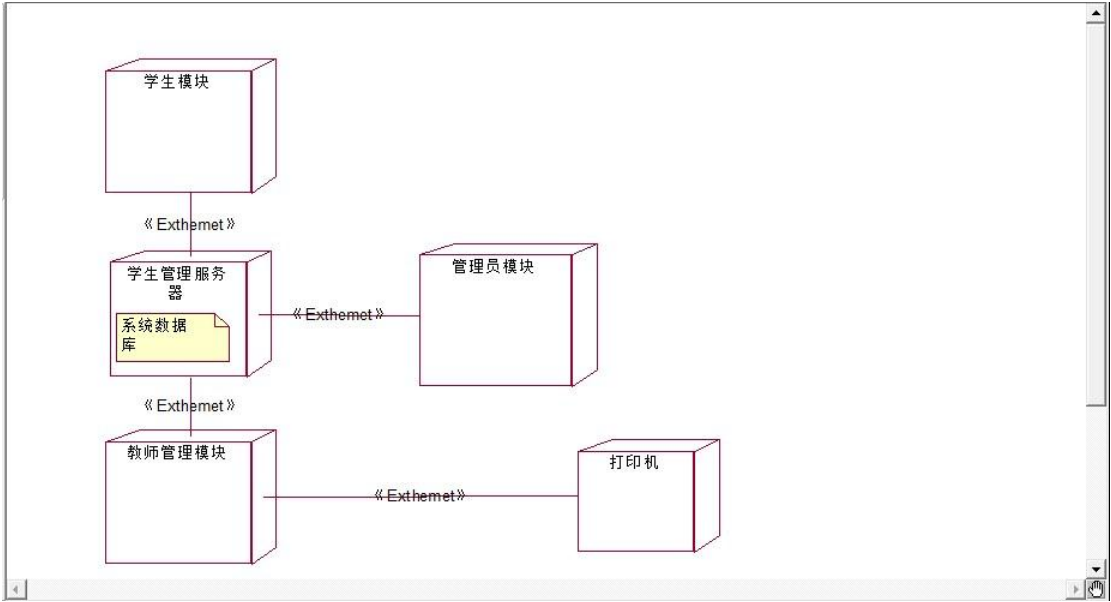 学生模块
《Exthemet》
学生管理服务
器
系统数据
库
《Exthemet》
管理员模块
《Exthemet》
教师管理模块
《Exthemet》
打印机